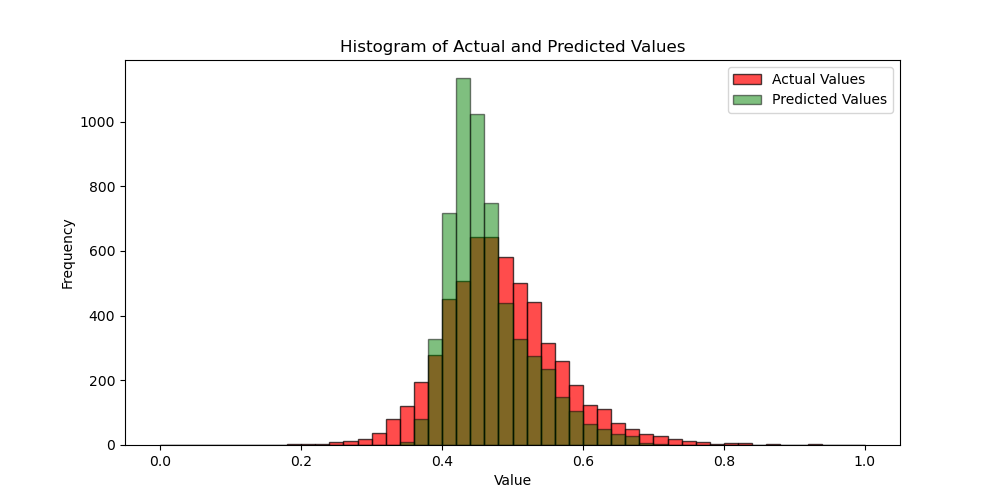 Histogram of Actual and Predicted Values
Actual Values
Predicted Values
1000
800
600
400
200
0
Frequency
0.0 0.2 0.4 0.6 0.8 1.0
Value